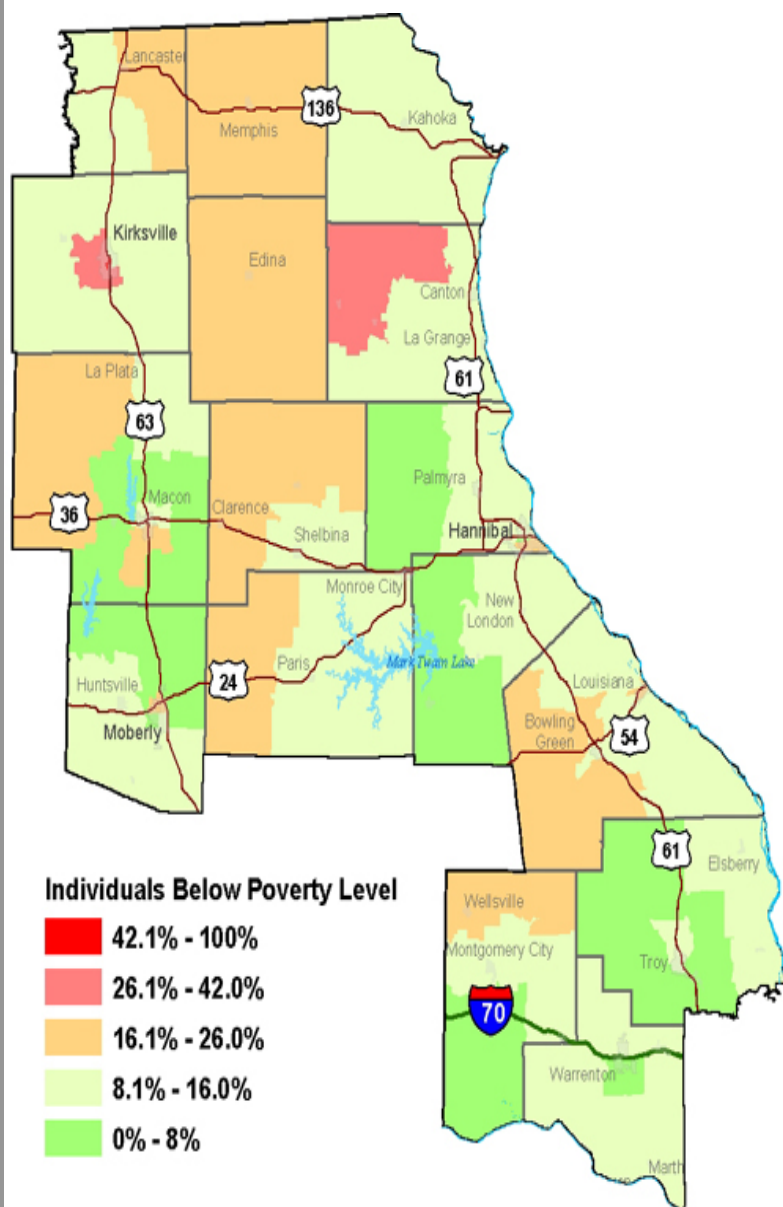 Lancaster
136
Memphis
Kahoka
Kirksville
Edina
Canton
La Grange
61
La Plata
63
Macon
36
Clarence
Shelbina
Palmyra
Hannibal
Monroe City
New
London
24
Paris
Mark Twain Lake
Huntsville
Moberly
Louisiana
Bowling
Green
54
61
Elsberry
Wellsville
Montgomery City
Troy
70
Warrenton
Marth
Individuals Below Poverty Level
42.1% - 100%
26.1% - 42.0%
16.1% - 26.0%
8.1% - 16.0%
0% - 8%